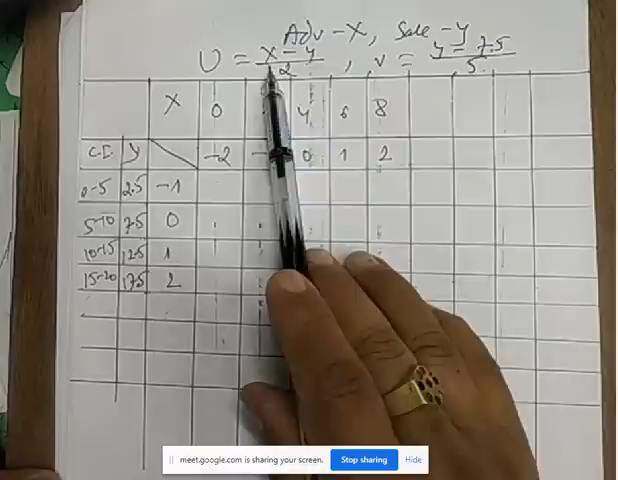 Adv - X, Sale - y
U = x - y / 2 , v = y - 7.5 / 5
X 0 4 6 8
C.I. y -2 - 0 1 2
0-5 2.5 -1
5-10 7.5 0
10-15 12.5 1
15-20 17.5 2
meet.google.com is sharing your screen. Stop sharing Hide